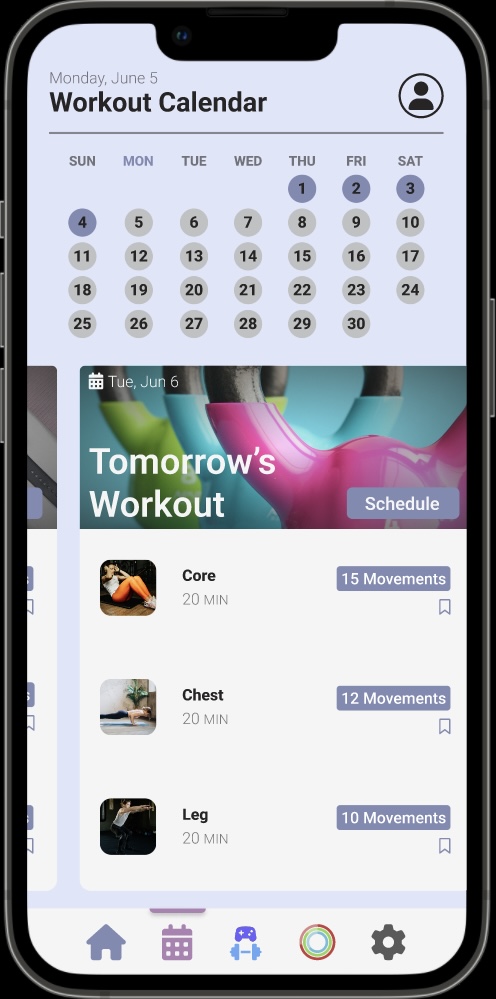 Monday, June 5
Workout Calendar
SUN MON TUE WED THU FRI SAT
1 2 3
4 5 6 7 8 9 10
11 12 13 14 15 16 17
18 19 20 21 22 23 24
25 26 27 28 29 30
Tue, Jun 6
Tomorrow's
Workout
Schedule
Core
15 Movements
20 MIN
Chest
12 Movements
20 MIN
Leg
10 Movements
20 MIN